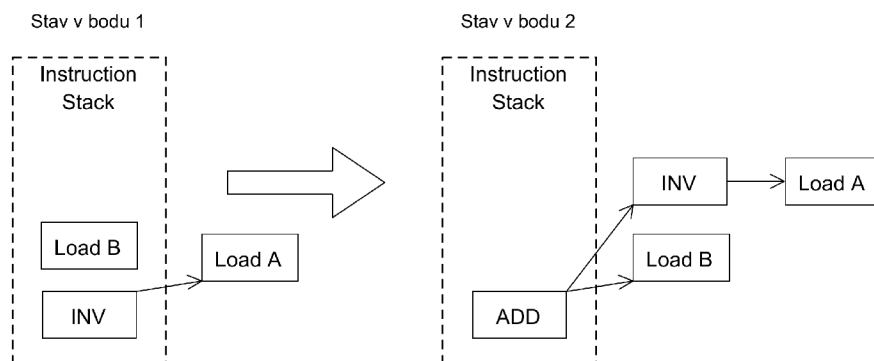 Stav v bodu 1
Instruction
Stack
Load B
Load A
INV
Stav v bodu 2
Instruction
Stack
INV
Load A
Load B
ADD